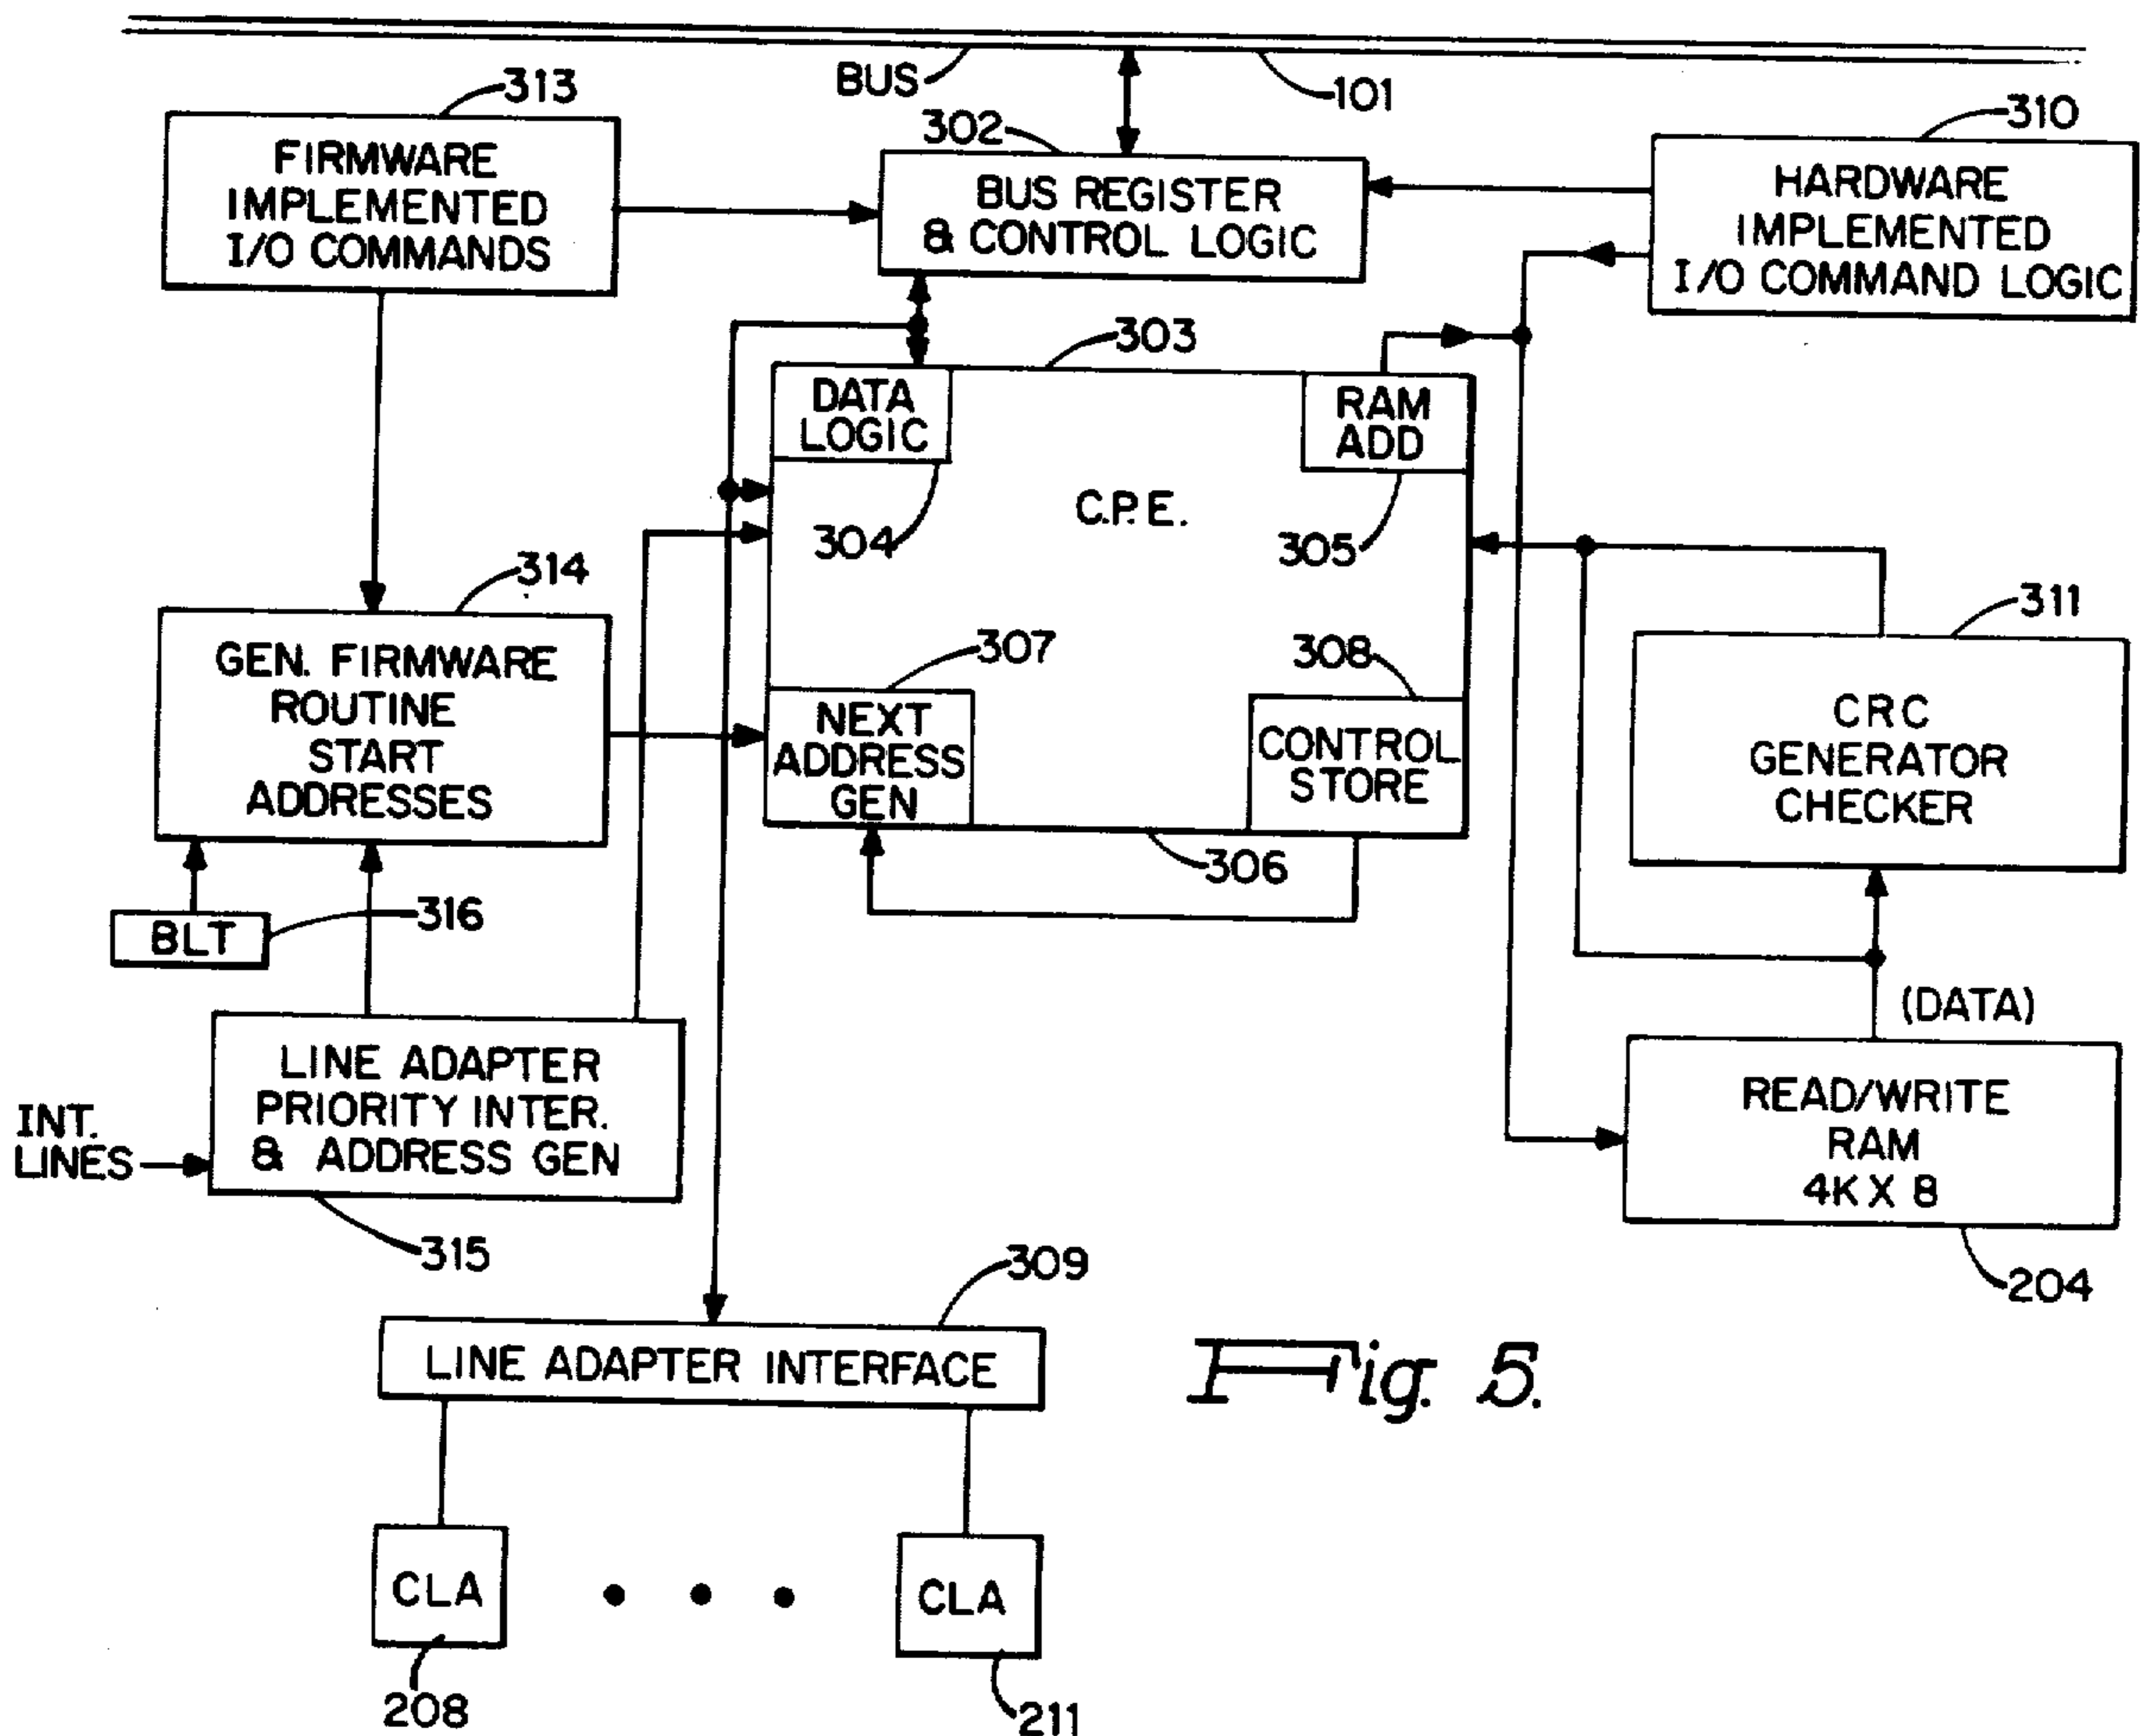 BUS
101
313
302
310
FIRMWARE
IMPLEMENTED
I/O COMMANDS
BUS REGISTER
& CONTROL LOGIC
HARDWARE
IMPLEMENTED
I/O COMMAND LOGIC
303
DATA
LOGIC
RAM
ADD
C.P.E.
304
305
314
311
GEN. FIRMWARE
ROUTINE
START
ADDRESSES
307
308
NEXT
ADDRESS
GEN
CONTROL
STORE
CRC
GENERATOR
CHECKER
306
BLT
316
(DATA)
LINE ADAPTER
PRIORITY INTER.
& ADDRESS GEN
INT.
LINES
READ/WRITE
RAM
4K X 8
315
309
204
LINE ADAPTER INTERFACE
Fig. 5.
CLA
CLA
208
211